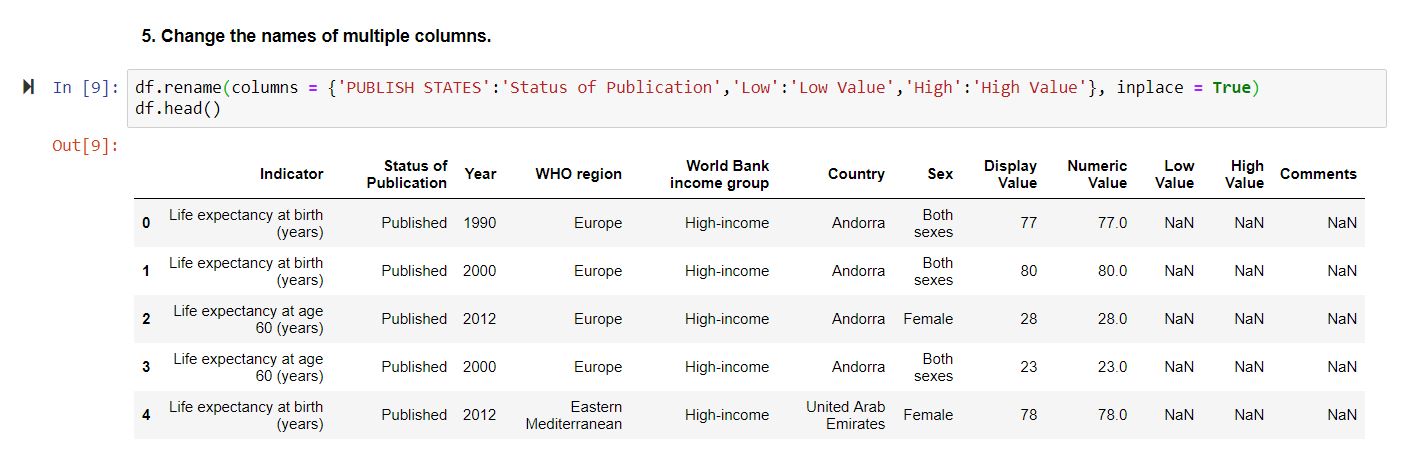 5. Change the names of multiple columns.
In [9]: df.rename(columns = {'PUBLISH STATES':'Status of Publication','Low':'Low Value','High':'High Value'}, inplace = True)
df.head()
Out[9]:
Indicator Status of Publication Year WHO region World Bank income group Country Sex Display Value Numeric Value Low Value High Value Comments
0 Life expectancy at birth (years) Published 1990 Europe High-income Andorra Both sexes 77 77.0 NaN NaN NaN
1 Life expectancy at birth (years) Published 2000 Europe High-income Andorra Both sexes 80 80.0 NaN NaN NaN
2 Life expectancy at age 60 (years) Published 2012 Europe High-income Andorra Female 28 28.0 NaN NaN NaN
3 Life expectancy at age 60 (years) Published 2000 Europe High-income Andorra Both sexes 23 23.0 NaN NaN NaN
4 Life expectancy at birth (years) Published 2012 Eastern Mediterranean High-income United Arab Emirates Female 78 78.0 NaN NaN NaN